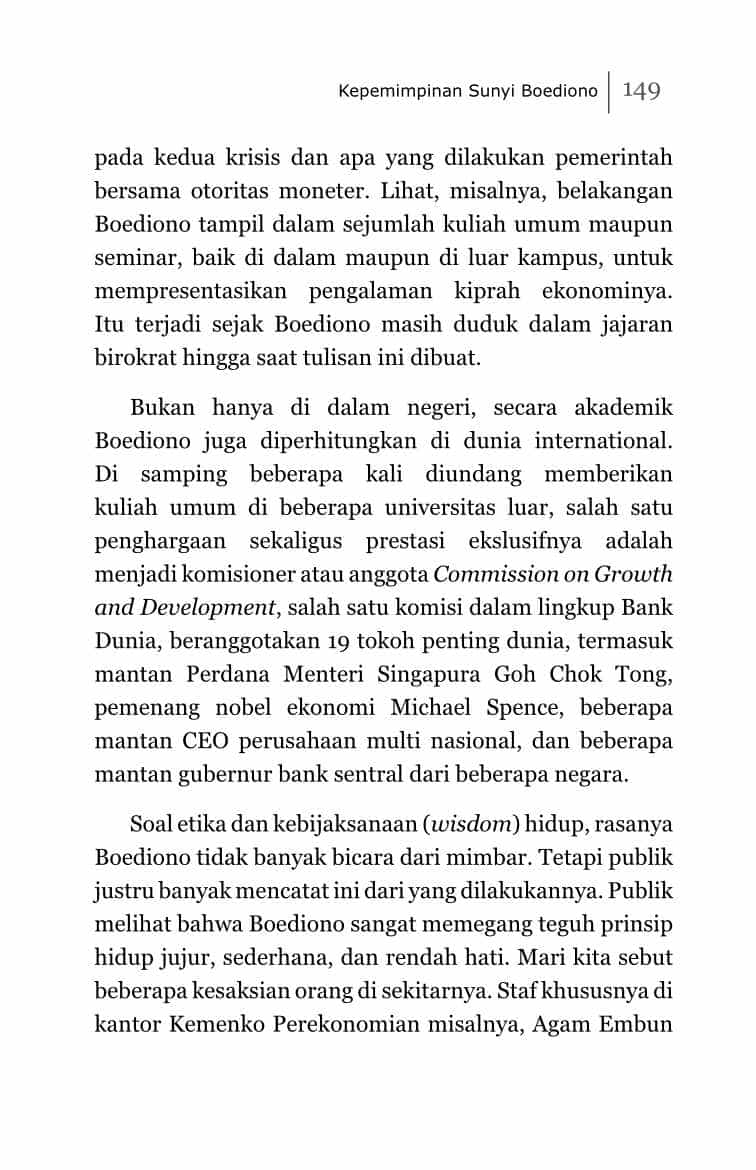 Kepemimpinan Sunyi Boediono 149
pada kedua krisis dan apa yang dilakukan pemerintah
bersama otoritas moneter. Lihat, misalnya, belakangan
Boediono tampil dalam sejumlah kuliah umum maupun
seminar, baik di dalam maupun di luar kampus, untuk
mempresentasikan pengalaman kiprah ekonominya.
Itu terjadi sejak Boediono masih duduk dalam jajaran
birokrat hingga saat tulisan ini dibuat.
Bukan hanya di dalam negeri, secara akademik
Boediono juga diperhitungkan di dunia international.
Di samping beberapa kali diundang memberikan
kuliah umum di beberapa universitas luar, salah satu
penghargaan sekaligus prestasi ekslusifnya adalah
menjadi komisioner atau anggota Commission on Growth
and Development, salah satu komisi dalam lingkup Bank
Dunia, beranggotakan 19 tokoh penting dunia, termasuk
mantan Perdana Menteri Singapura Goh Chok Tong,
pemenang nobel ekonomi Michael Spence, beberapa
mantan CEO perusahaan multi nasional, dan beberapa
mantan gubernur bank sentral dari beberapa negara.
Soal etika dan kebijaksanaan (wisdom) hidup, rasanya
Boediono tidak banyak bicara dari mimbar. Tetapi publik
justru banyak mencatat ini dari yang dilakukannya. Publik
melihat bahwa Boediono sangat memegang teguh prinsip
hidup jujur, sederhana, dan rendah hati. Mari kita sebut
beberapa kesaksian orang di sekitarnya. Staf khususnya di
kantor Kemenko Perekonomian misalnya, Agam Embun